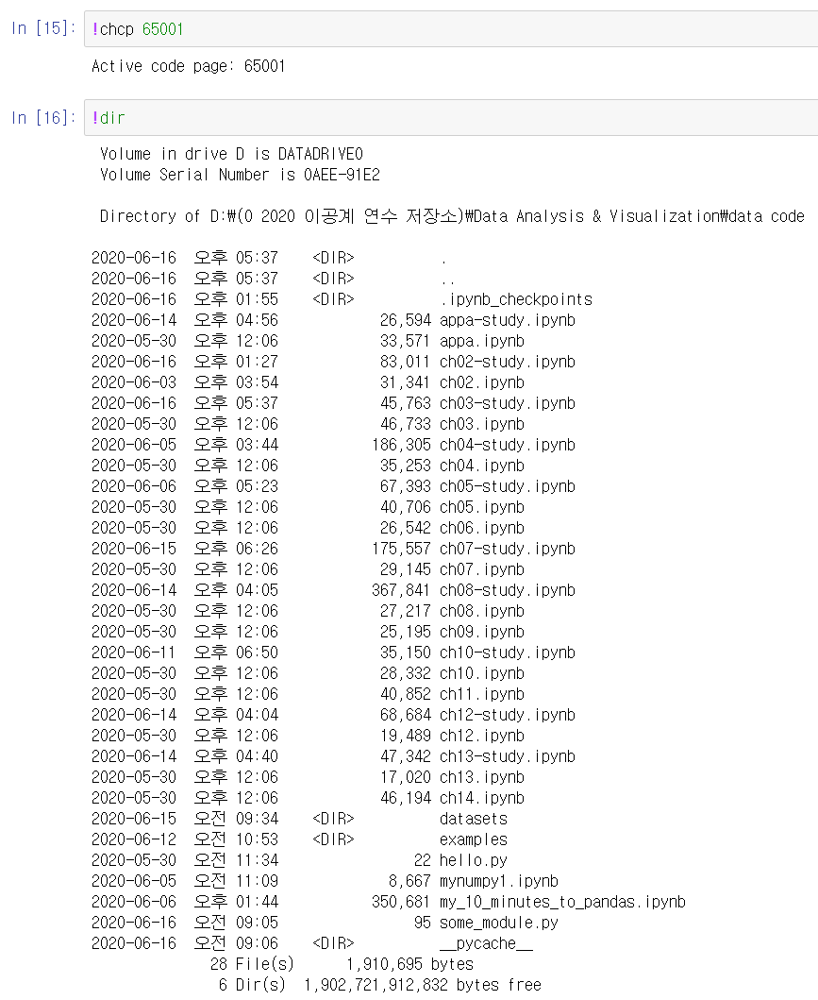 In [15]: !chcp 65001
Active code page: 65001
In [16]: !dir
Volume in drive D is DATADRIVE0
Volume Serial Number is 0AEE-91E2
Directory of D:₩(0 2020 이공계 연수 저장소)₩Data Analysis & Visualization₩data code
2020-06-16 오후 05:37 <DIR> .
2020-06-16 오후 05:37 <DIR> ..
2020-06-16 오후 01:55 <DIR> .ipynb_checkpoints
2020-06-14 오후 04:56 26,594 appa-study.ipynb
2020-05-30 오후 12:06 33,571 appa.ipynb
2020-06-16 오후 01:27 83,011 ch02-study.ipynb
2020-06-03 오후 03:54 31,341 ch02.ipynb
2020-06-16 오후 05:37 45,763 ch03-study.ipynb
2020-05-30 오후 12:06 46,733 ch03.ipynb
2020-06-05 오후 03:44 186,305 ch04-study.ipynb
2020-05-30 오후 12:06 35,253 ch04.ipynb
2020-06-06 오후 05:23 67,393 ch05-study.ipynb
2020-05-30 오후 12:06 40,706 ch05.ipynb
2020-05-30 오후 12:06 26,542 ch06.ipynb
2020-06-15 오후 06:26 175,557 ch07-study.ipynb
2020-05-30 오후 12:06 29,145 ch07.ipynb
2020-06-14 오후 04:05 367,841 ch08-study.ipynb
2020-05-30 오후 12:06 27,217 ch08.ipynb
2020-05-30 오후 12:06 25,195 ch09.ipynb
2020-06-11 오후 06:50 35,150 ch10-study.ipynb
2020-05-30 오후 12:06 28,332 ch10.ipynb
2020-05-30 오후 12:06 40,852 ch11.ipynb
2020-06-14 오후 04:04 68,684 ch12-study.ipynb
2020-05-30 오후 12:06 19,489 ch12.ipynb
2020-06-14 오후 04:40 47,342 ch13-study.ipynb
2020-05-30 오후 12:06 17,020 ch13.ipynb
2020-05-30 오후 12:06 46,194 ch14.ipynb
2020-06-15 오전 09:34 <DIR> datasets
2020-06-12 오전 10:53 <DIR> examples
2020-05-30 오전 11:34 22 hello.py
2020-06-05 오전 11:09 8,667 mynumpy1.ipynb
2020-06-06 오후 01:44 350,681 my_10_minutes_to_pandas.ipynb
2020-06-16 오전 09:05 95 some_module.py
2020-06-16 오전 09:06 <DIR> __pycache__
28 File(s) 1,910,695 bytes
6 Dir(s) 1,902,721,912,832 bytes free